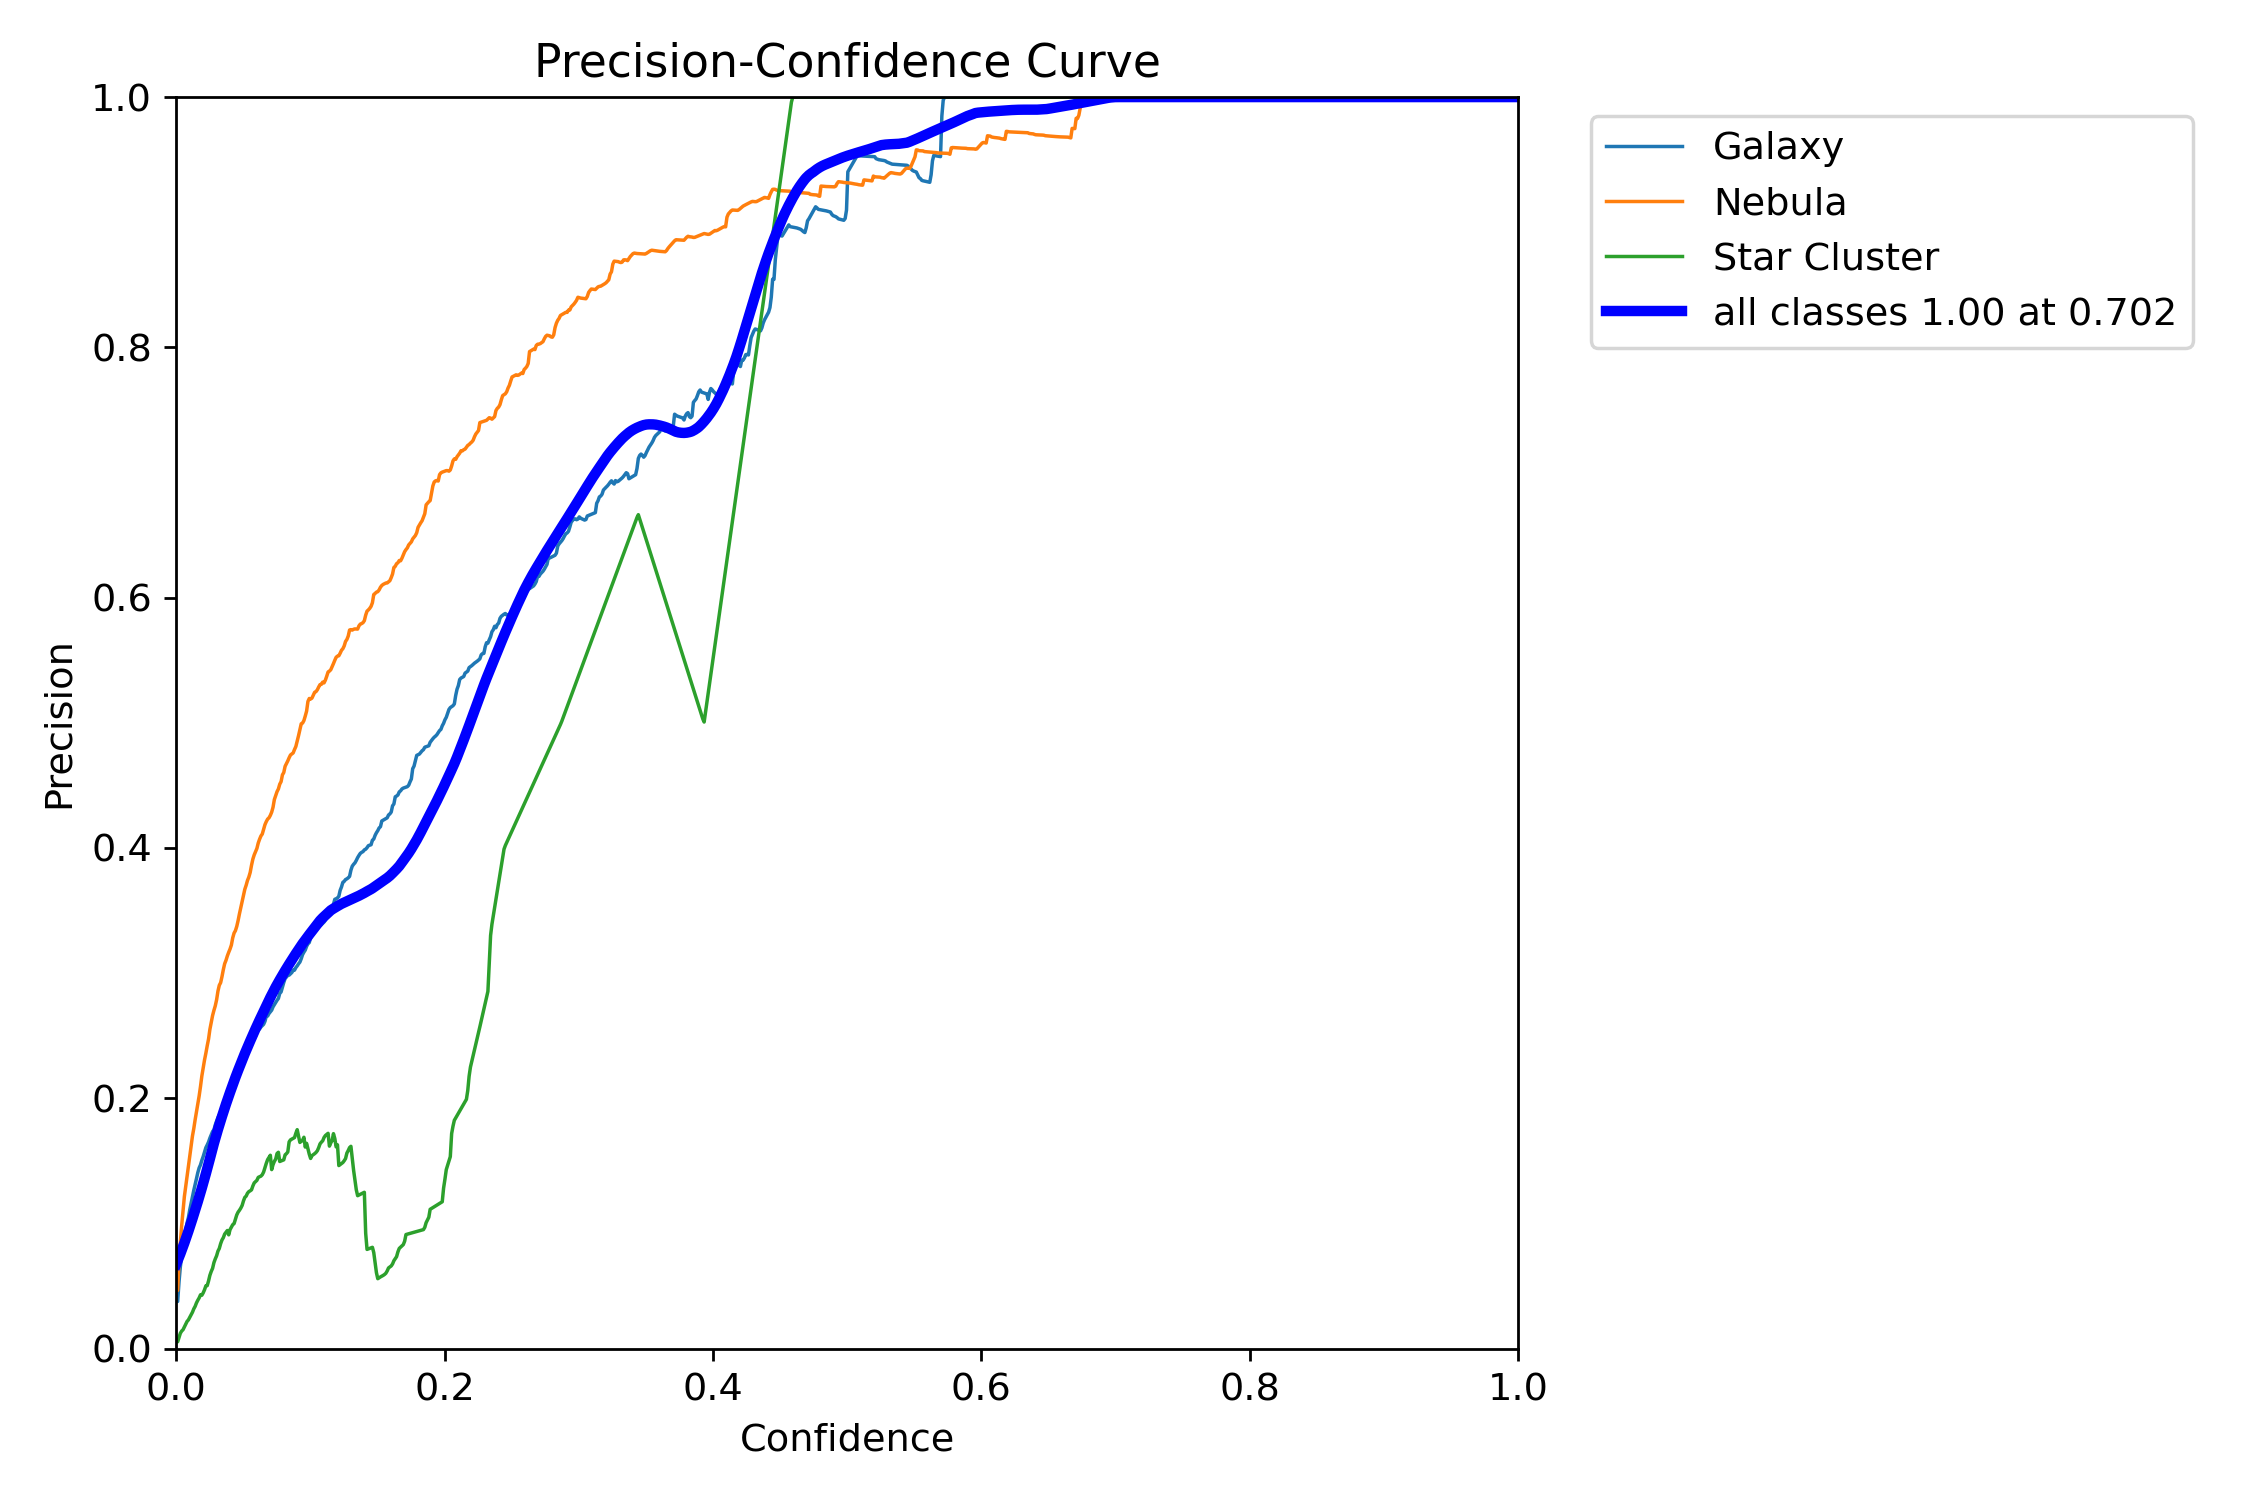 Precision-Confidence Curve
1.0
0.8
0.6
0.4
0.2
0.0
Precision
0.0 0.2 0.4 0.6 0.8 1.0
Confidence
Galaxy
Nebula
Star Cluster
all classes 1.00 at 0.702